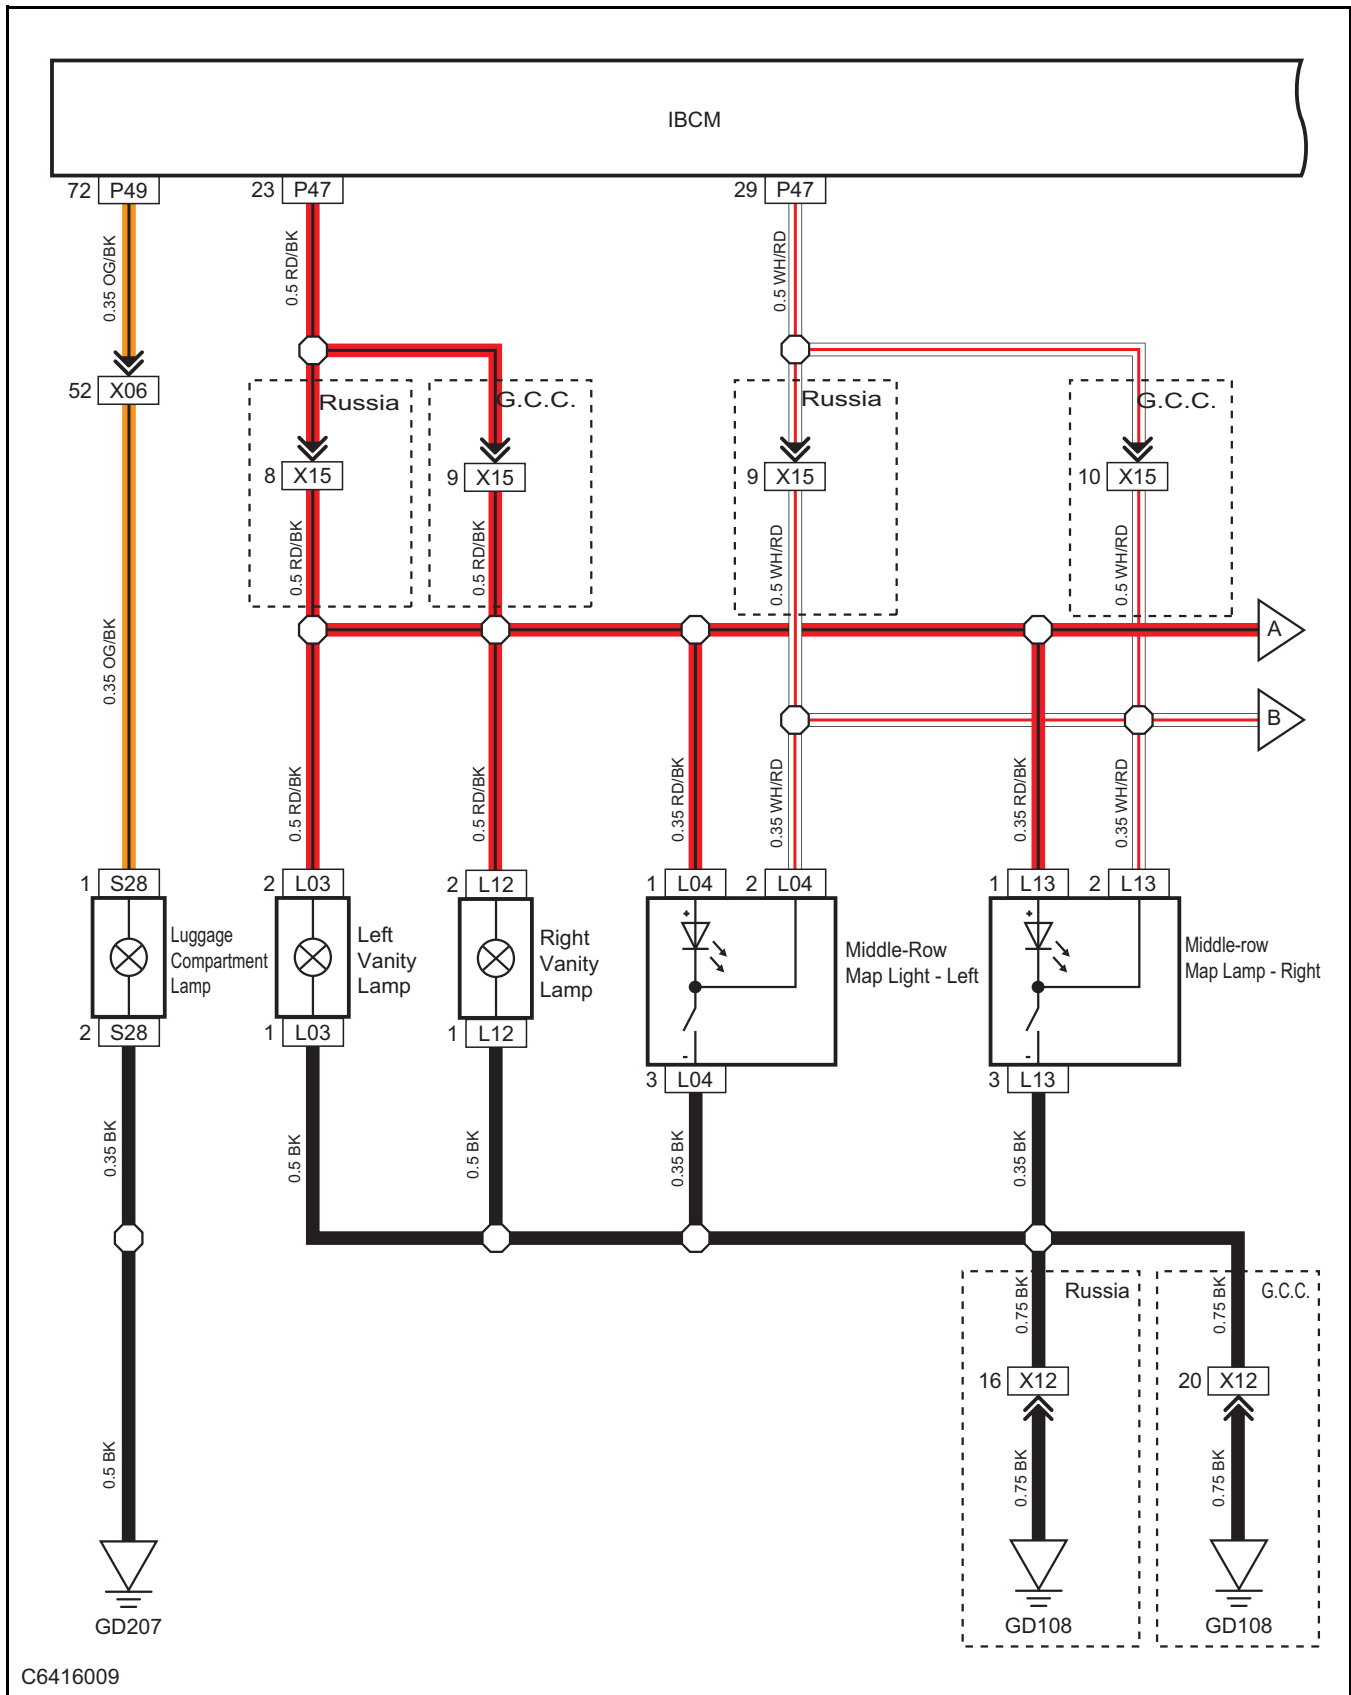 IBCM
72 P49
23 P47
29 P47
0.35 OG/BK
0.5 RD/BK
0.5 WH/RD
52 X06
Russia
G.C.C.
Russia
G.C.C.
8 X15
9 X15
9 X15
10 X15
0.5 RD/BK
0.5 RD/BK
0.5 WH/RD
0.5 WH/RD
A
0.35 OG/BK
B
0.5 RD/BK
0.5 RD/BK
0.35 RD/BK
0.35 WH/RD
0.35 RD/BK
0.35 WH/RD
1 S28
2 L03
2 L12
1 L04
2 L04
1 L13
2 L13
+
+
Luggage
Compartment
Lamp
Left
Vanity
Lamp
Right
Vanity
Lamp
Middle-Row
Map Light - Left
Middle-row
Map Lamp - Right
-
-
2 S28
1 L03
1 L12
3 L04
3 L13
0.35 BK
0.5 BK
0.5 BK
0.35 BK
0.35 BK
0.75 BK
Russia
0.75 BK
G.C.C.
16 X12
20 X12
0.5 BK
0.75 BK
0.75 BK
GD207
GD108
GD108
C6416009